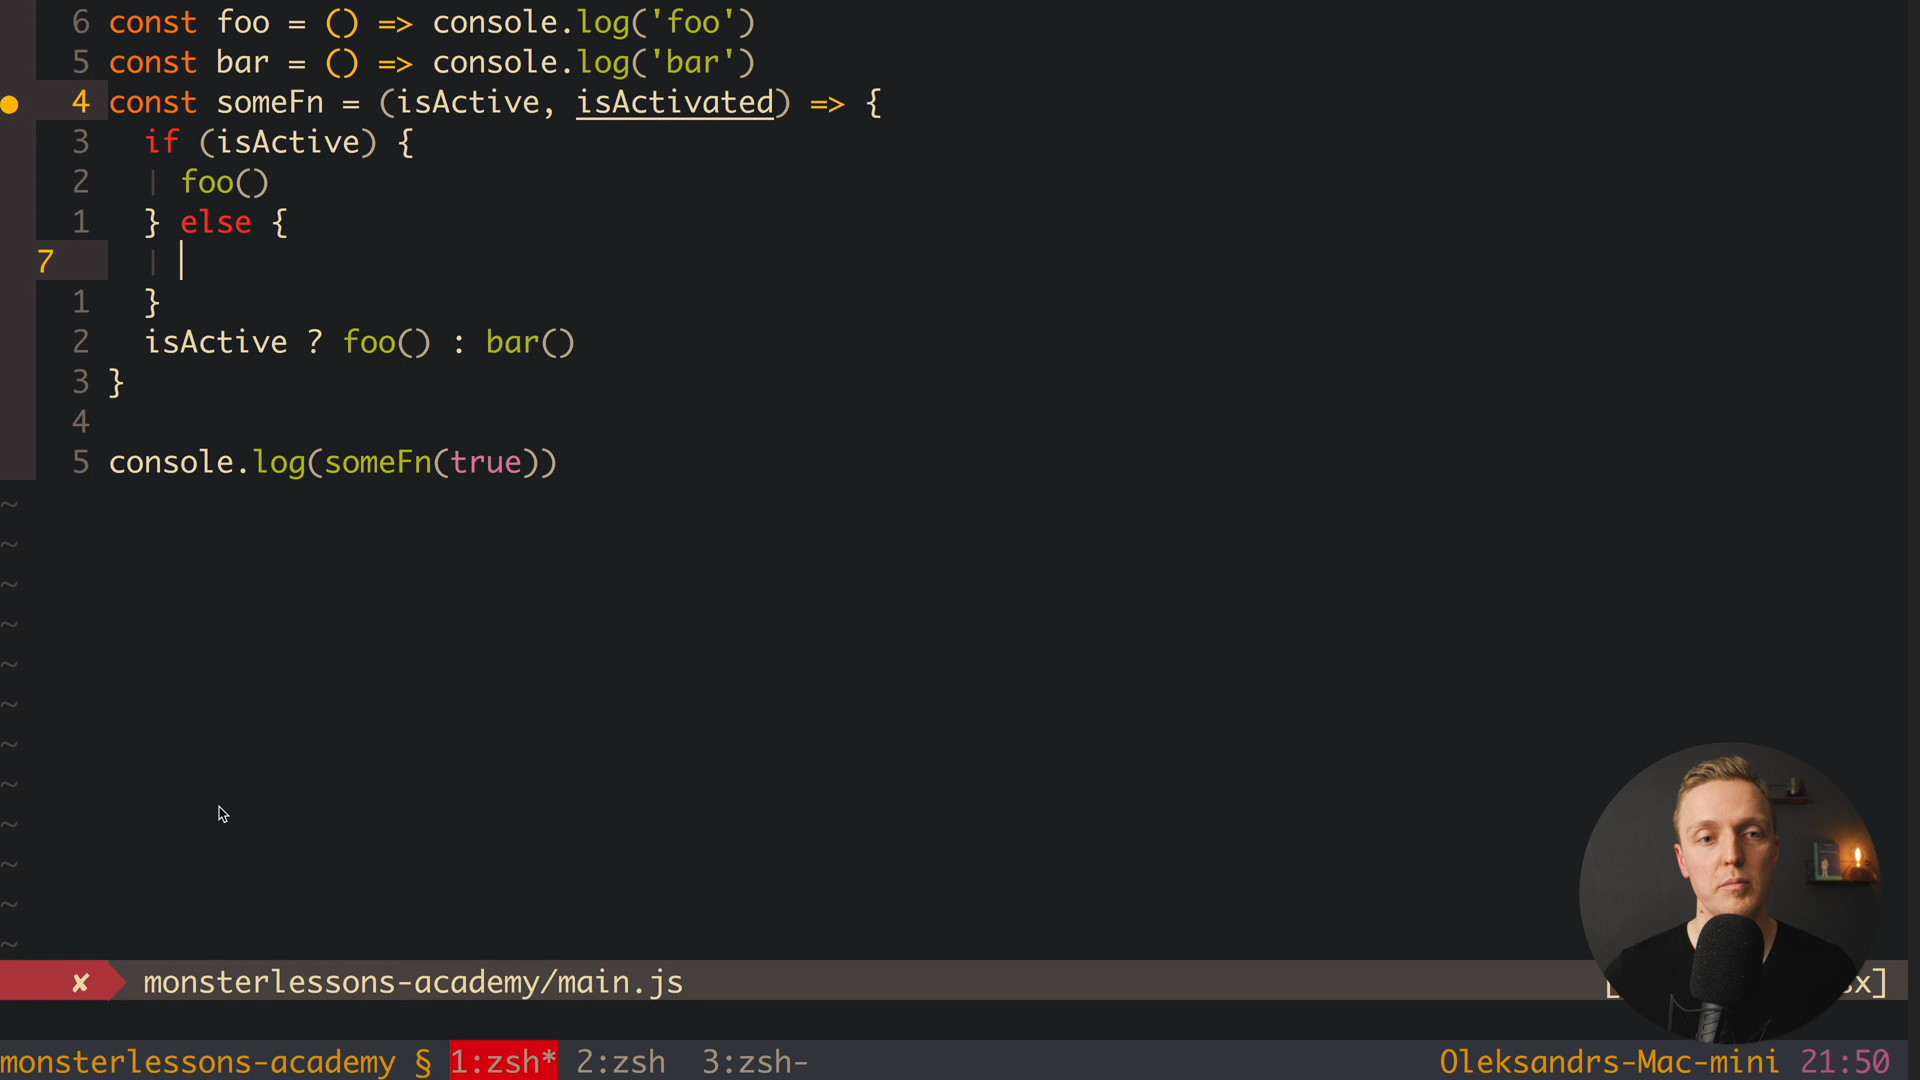 6 const foo = () => console.log('foo')
5 const bar = () => console.log('bar')
4 const someFn = (isActive, isActivated) => {
3 if (isActive) {
2 | foo()
1 } else {
7 |
1 }
2 isActive ? foo() : bar()
3 }
4
5 console.log(someFn(true))
~
~
~
~
~
~
~
~
~
~
~
~
✘ monsterlessons-academy/main.js [ x]
monsterlessons-academy § 1:zsh* 2:zsh 3:zsh- Oleksandrs-Mac-mini 21:50